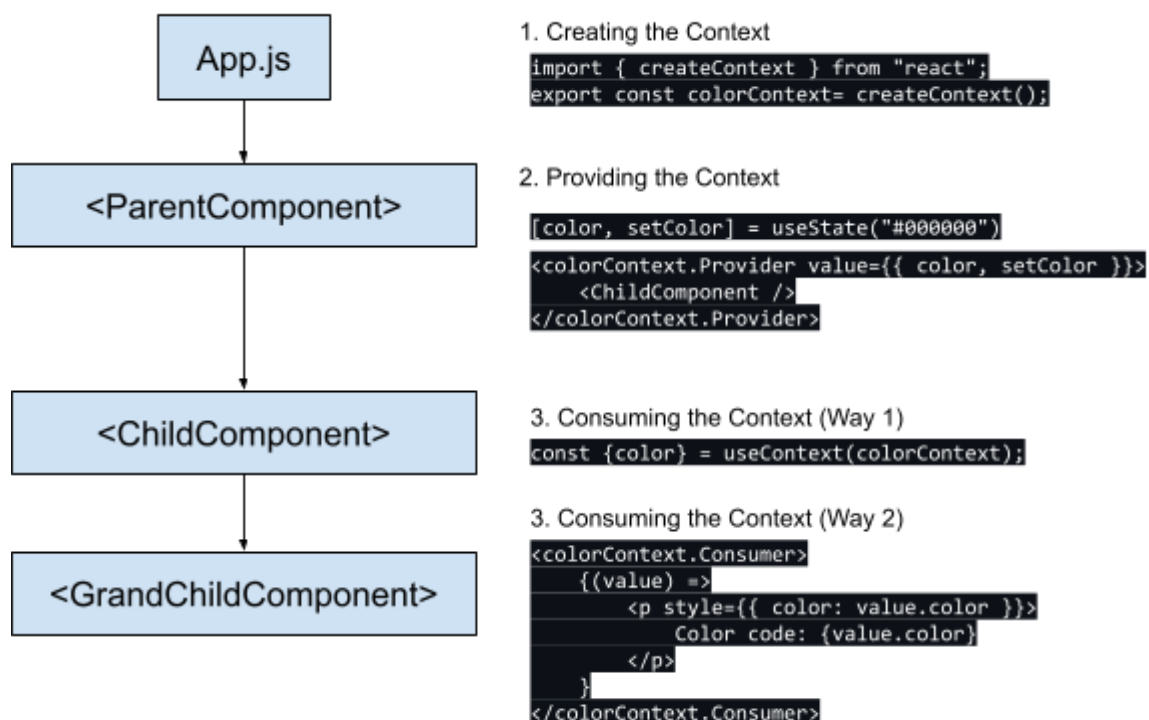 App.js
<ParentComponent>
<ChildComponent>
<GrandChildComponent>
1. Creating the Context
import { createContext } from "react";
export const colorContext= createContext();
2. Providing the Context
[color, setColor] = useState("#000000")
<colorContext.Provider value={{ color, setColor }}>
    <ChildComponent />
</colorContext.Provider>
3. Consuming the Context (Way 1)
const {color} = useContext(colorContext);
3. Consuming the Context (Way 2)
<colorContext.Consumer>
    {(value) =>
        <p style={{ color: value.color }}>
            Color code: {value.color}
        </p>
    }
</colorContext.Consumer>